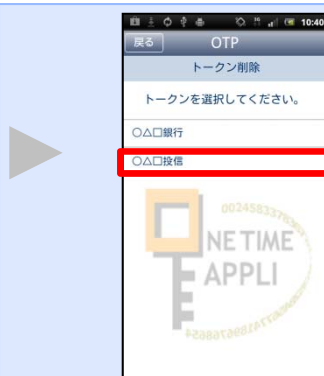 10:40
戻る OTP
トークン削除
トークンを選択してください。
○△□銀行
○△□投信
NE TIME
APPLI